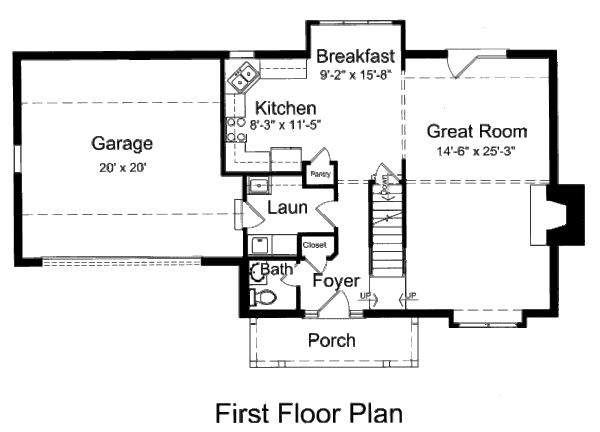 Breakfast
9'-2" x 15'-8"
Kitchen
8'-3" x 11'-5"
Garage
20' x 20'
Great Room
14'-6" x 25'-3"
Pantry
Down
Laun
Closet
Bath
Foyer
UP
UP
Porch
First Floor Plan